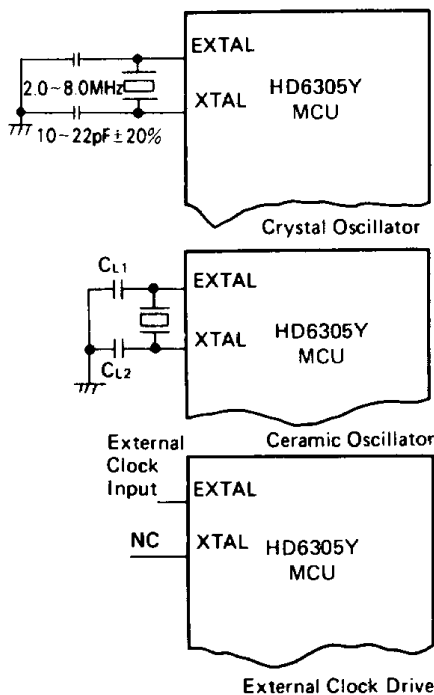 EXTAL
2.0~8.0MHz
XTAL
HD6305Y
MCU
10~22pF±20%
Crystal Oscillator
CL1
EXTAL
XTAL
HD6305Y
MCU
CL2
Ceramic Oscillator
External
Clock
Input
EXTAL
NC
XTAL
HD6305Y
MCU
External Clock Drive